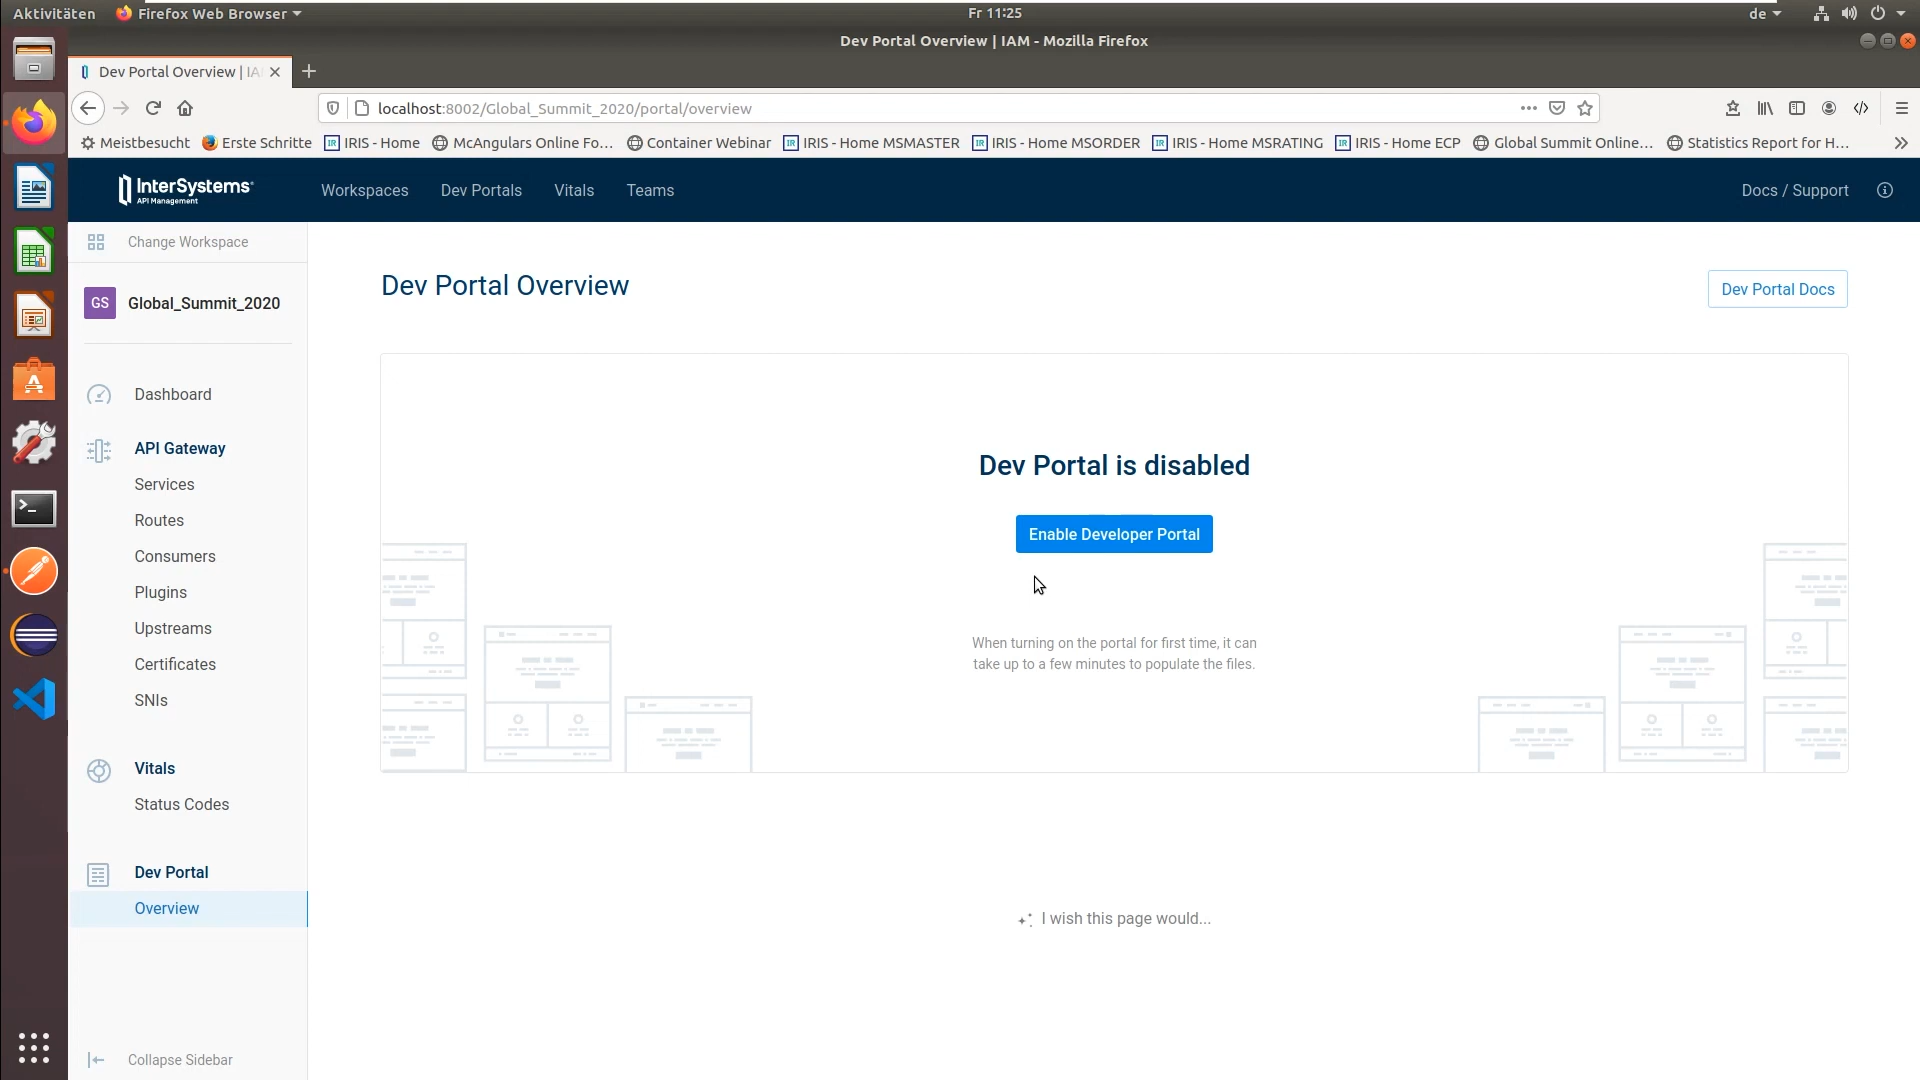 Aktivitäten
Firefox Web Browser
Fr 11:25
de
Dev Portal Overview | IAM - Mozilla Firefox
Dev Portal Overview | IA
localhost:8002/Global_Summit_2020/portal/overview
Meistbesucht
Erste Schritte
IRIS - Home
McAngulars Online Fo...
Container Webinar
IRIS - Home MSMASTER
IRIS - Home MSORDER
IRIS - Home MSRATING
IRIS - Home ECP
Global Summit Online...
Statistics Report for H...
InterSystems
API Management
Workspaces
Dev Portals
Vitals
Teams
Docs / Support
Change Workspace
GS
Global_Summit_2020
Dashboard
API Gateway
Services
Routes
Consumers
Plugins
Upstreams
Certificates
SNIs
Vitals
Status Codes
Dev Portal
Overview
Collapse Sidebar
Dev Portal Overview
Dev Portal Docs
Dev Portal is disabled
Enable Developer Portal
When turning on the portal for first time, it can
take up to a few minutes to populate the files.
I wish this page would...